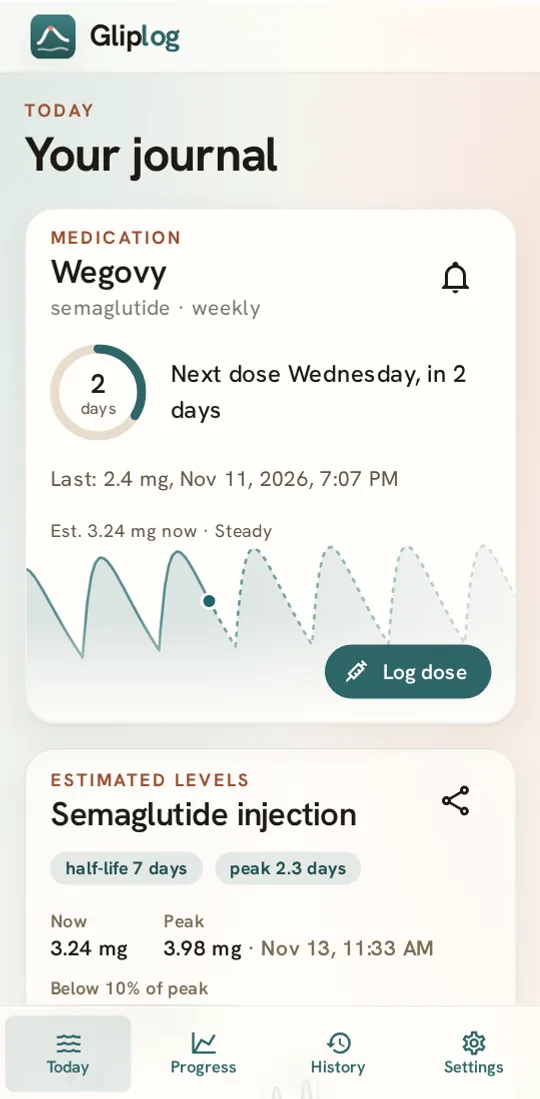 Gliplog
TODAY
Your journal
MEDICATION
Wegovy
semaglutide · weekly
2
days
Next dose Wednesday, in 2
days
Last: 2.4 mg, Nov 11, 2026, 7:07 PM
Est. 3.24 mg now · Steady
Log dose
ESTIMATED LEVELS
Semaglutide injection
half-life 7 days
peak 2.3 days
Now
Peak
3.24 mg
3.98 mg · Nov 13, 11:33 AM
Below 10% of peak
Today
Progress
History
Settings